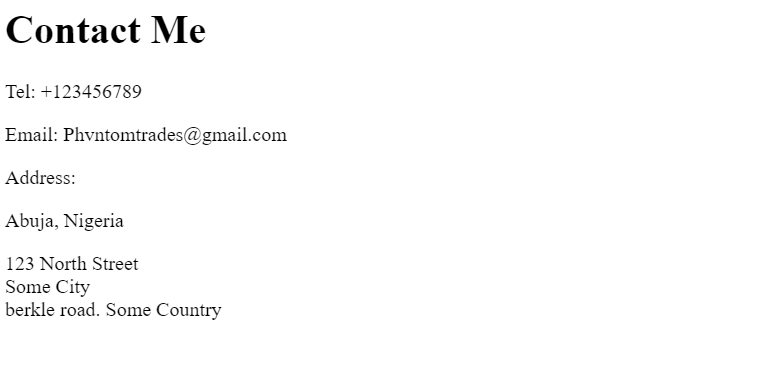 Contact Me
Tel: +123456789
Email: Phvntomtrades@gmail.com
Address:
Abuja, Nigeria
123 North Street
Some City
berkle road. Some Country